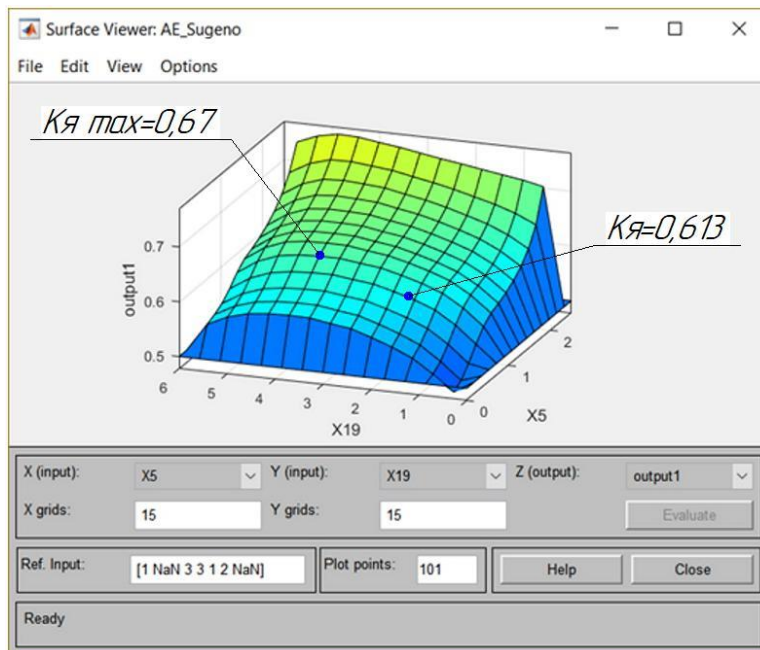 Surface Viewer: AE_Sugeno
File Edit View Options
Kя max=0,67
Kя=0,613
output1
0.7
0.6
0.5
6 5 4 3 2 1 0
X19
0 1 2
X5
X (input): X5 Y (input): X19 Z (output): output1
X grids: 15 Y grids: 15 Evaluate
Ref. Input: [1 NaN 3 3 1 2 NaN] Plot points: 101 Help Close
Ready